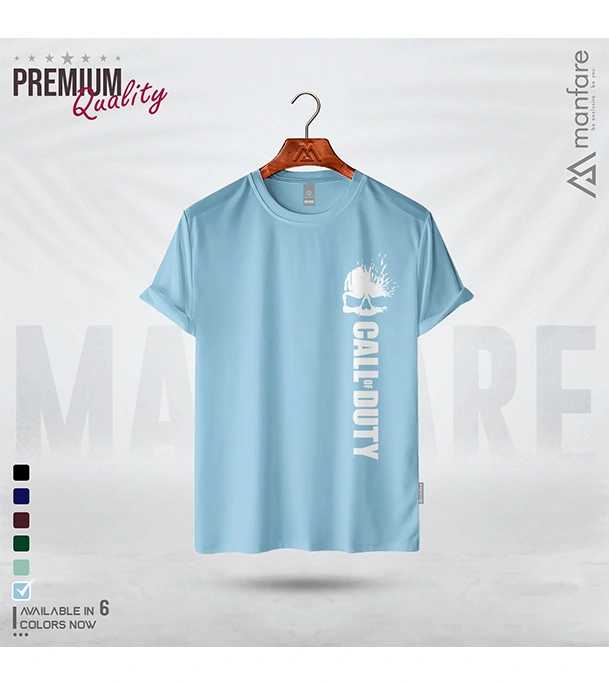 PREMIUM
Quality
manfare
be exclusive . be you
CALL OF DUTY
MANFARE
AVAILABLE IN 6
COLORS NOW